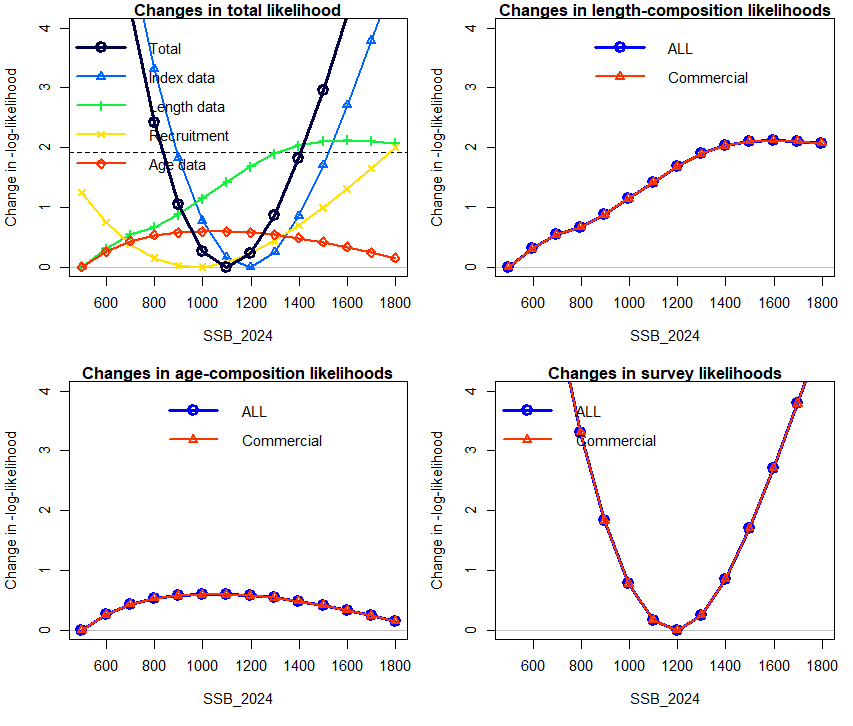 Changes in total likelihood
Change in -log-likelihood
4
3
2
1
0
Total
Index data
Length data
Recruitment
Age data
600 800 1000 1200 1400 1600 1800
SSB_2024
Changes in length-composition likelihoods
Change in -log-likelihood
4
3
2
1
0
ALL
Commercial
600 800 1000 1200 1400 1600 1800
SSB_2024
Changes in age-composition likelihoods
Change in -log-likelihood
4
3
2
1
0
ALL
Commercial
600 800 1000 1200 1400 1600 1800
SSB_2024
Changes in survey likelihoods
Change in -log-likelihood
4
3
2
1
0
ALL
Commercial
600 800 1000 1200 1400 1600 1800
SSB_2024